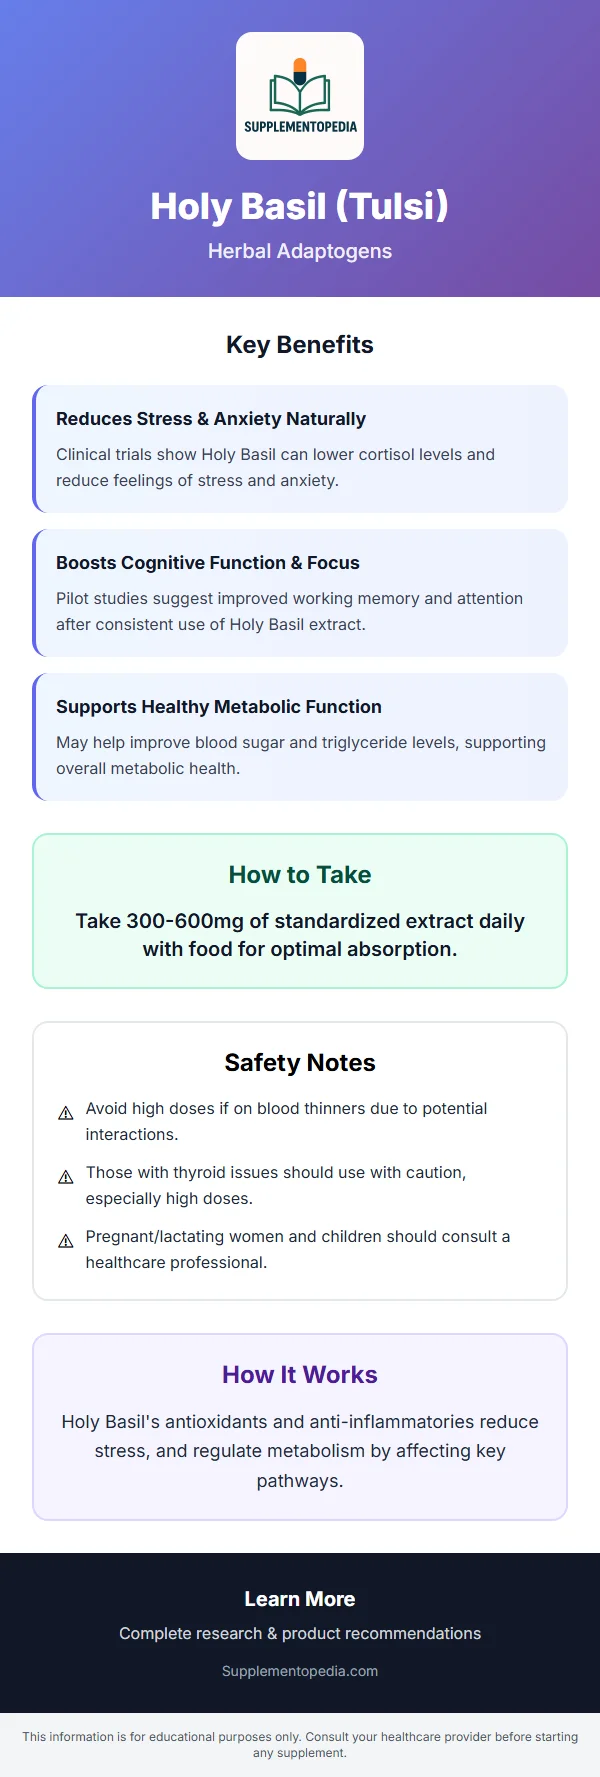 SUPPLEMENTOPEDIA
Holy Basil (Tulsi)
Herbal Adaptogens
Key Benefits
Reduces Stress & Anxiety Naturally
Clinical trials show Holy Basil can lower cortisol levels and
reduce feelings of stress and anxiety.
Boosts Cognitive Function & Focus
Pilot studies suggest improved working memory and attention
after consistent use of Holy Basil extract.
Supports Healthy Metabolic Function
May help improve blood sugar and triglyceride levels, supporting
overall metabolic health.
How to Take
Take 300-600mg of standardized extract daily
with food for optimal absorption.
Safety Notes
⚠ Avoid high doses if on blood thinners due to potential
interactions.
⚠ Those with thyroid issues should use with caution,
especially high doses.
⚠ Pregnant/lactating women and children should consult a
healthcare professional.
How It Works
Holy Basil's antioxidants and anti-inflammatories reduce
stress, and regulate metabolism by affecting key
pathways.
Learn More
Complete research & product recommendations
Supplementopedia.com
This information is for educational purposes only. Consult your healthcare provider before starting
any supplement.